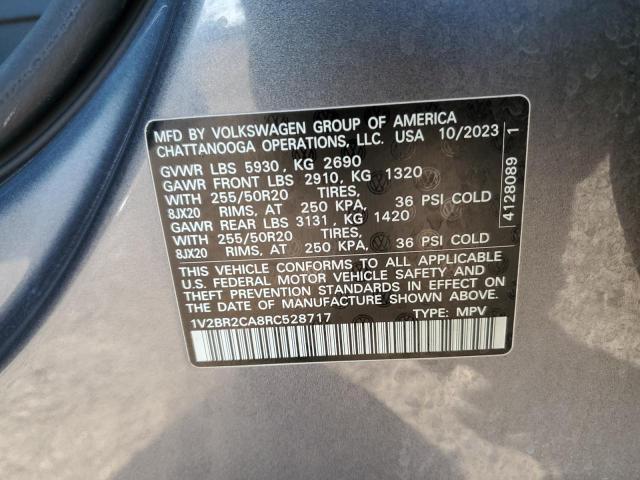 MFD BY VOLKSWAGEN GROUP OF AMERICA
CHATTANOOGA OPERATIONS, LLC. USA 10/2023
GVWR LBS 5930, KG 2690
GAWR FRONT LBS 2910, KG 1320
WITH 255/50R20 TIRES,
8JX20 RIMS, AT 250 KPA, 36 PSI COLD
GAWR REAR LBS 3131, KG 1420
WITH 255/50R20 TIRES,
8JX20 RIMS, AT 250 KPA, 36 PSI COLD
THIS VEHICLE CONFORMS TO ALL APPLICABLE
U.S. FEDERAL MOTOR VEHICLE SAFETY AND
THEFT PREVENTION STANDARDS IN EFFECT ON
THE DATE OF MANUFACTURE SHOWN ABOVE.
1V2BR2CA8RC528717 TYPE: MPV
4128089 1